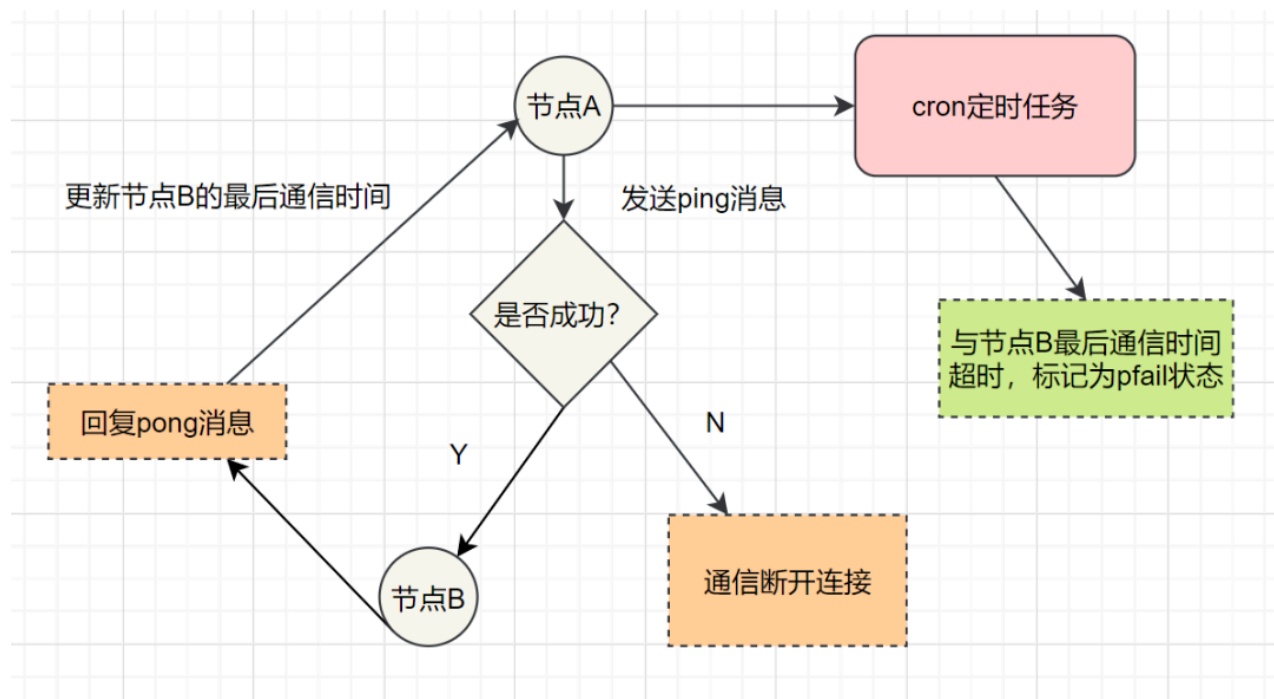 节点A
cron定时任务
更新节点B的最后通信时间
发送ping消息
是否成功?
与节点B最后通信时间
超时，标记为pfail状态
回复pong消息
Y
N
节点B
通信断开连接